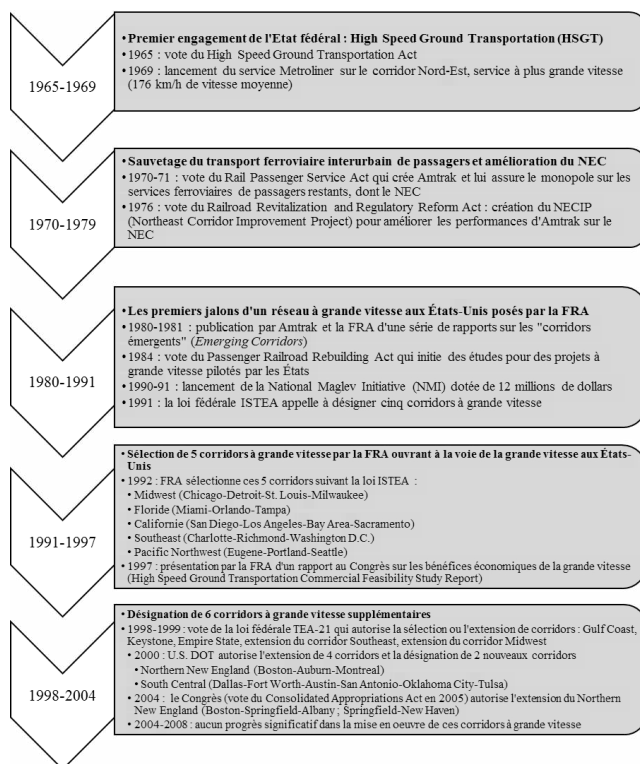 1965-1969
• Premier engagement de l'Etat fédéral : High Speed Ground Transportation (HSGT)
• 1965 : vote du High Speed Ground Transportation Act
• 1969 : lancement du service Metroliner sur le corridor Nord-Est, service à plus grande vitesse
(176 km/h de vitesse moyenne)
1970-1979
• Sauvetage du transport ferroviaire interurbain de passagers et amélioration du NEC
• 1970-71 : vote du Rail Passenger Service Act qui crée Amtrak et lui assure le monopole sur les
services ferroviaires de passagers restants, dont le NEC
• 1976 : vote du Railroad Revitalization and Regulatory Reform Act : création du NECIP
(Northeast Corridor Improvement Project) pour améliorer les performances d'Amtrak sur le
NEC
1980-1991
• Les premiers jalons d'un réseau à grande vitesse aux États-Unis posés par la FRA
• 1980-1981 : publication par Amtrak et la FRA d'une série de rapports sur les "corridors
émergents" (Emerging Corridors)
• 1984 : vote du Passenger Railroad Rebuilding Act qui initie des études pour des projets à
grande vitesse pilotés par les États
• 1990-91 : lancement de la National Maglev Initiative (NMI) dotée de 12 millions de dollars
• 1991 : la loi fédérale ISTEA appelle à désigner cinq corridors à grande vitesse
1991-1997
• Sélection de 5 corridors à grande vitesse par la FRA ouvrant à la voie de la grande vitesse aux États-
Unis
• 1992 : FRA sélectionne ces 5 corridors suivant la loi ISTEA :
• Midwest (Chicago-Detroit-St. Louis-Milwaukee)
• Floride (Miami-Orlando-Tampa)
• Californie (San Diego-Los Angeles-Bay Area-Sacramento)
• Southeast (Charlotte-Richmond-Washington D.C.)
• Pacific Northwest (Eugene-Portland-Seattle)
• 1997 : présentation par la FRA d'un rapport au Congrès sur les bénéfices économiques de la grande vitesse
(High Speed Ground Transportation Commercial Feasibility Study Report)
1998-2004
• Désignation de 6 corridors à grande vitesse supplémentaires
• 1998-1999 : vote de la loi fédérale TEA-21 qui autorise la sélection ou l'extension de corridors : Gulf Coast,
Keystone, Empire State, extension du corridor Southeast, extension du corridor Midwest
• 2000 : U.S. DOT autorise l'extension de 4 corridors et la désignation de 2 nouveaux corridors
• Northern New England (Boston-Auburn-Montreal)
• South Central (Dallas-Fort Worth-Austin-San Antonio-Oklahoma City-Tulsa)
• 2004 : le Congrès (vote du Consolidated Appropriations Act en 2005) autorise l'extension du Northern
New England (Boston-Springfield-Albany ; Springfield-New Haven)
• 2004-2008 : aucun progrès significatif dans la mise en oeuvre de ces corridors à grande vitesse